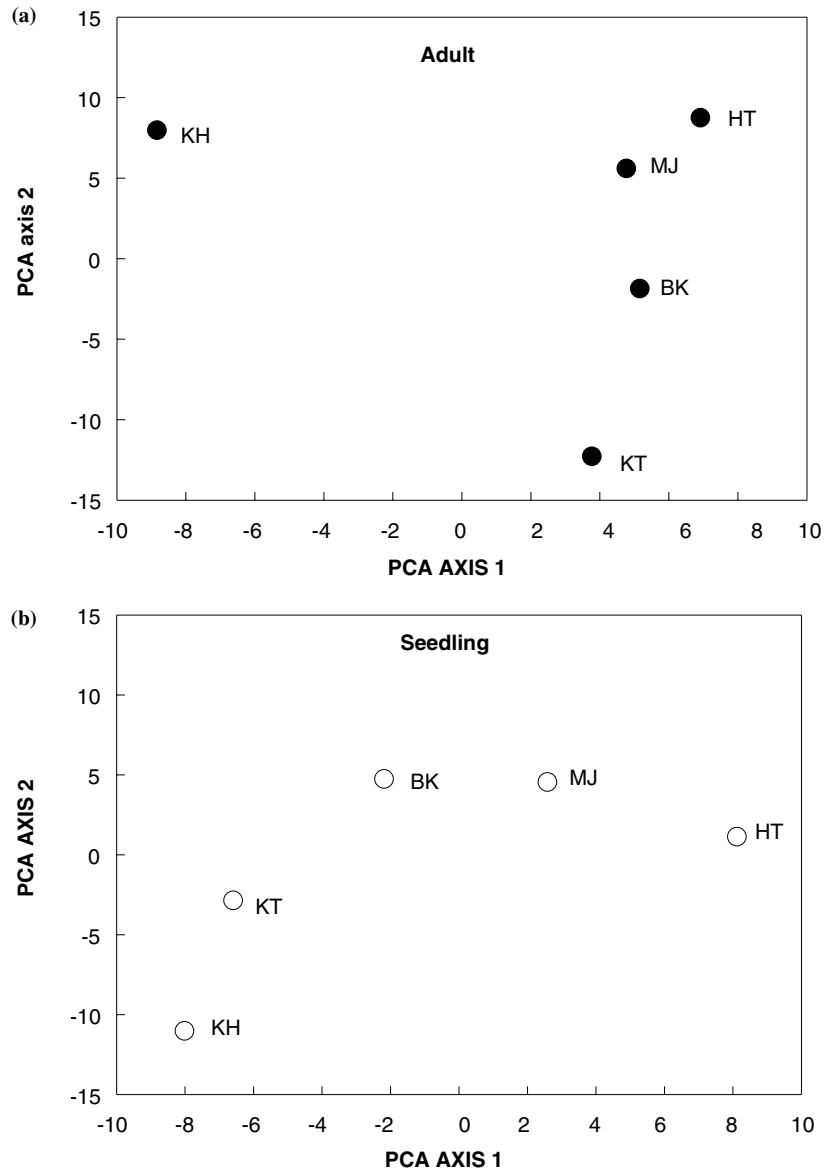 (a)
15
Adult
10
HT
KH
MJ
5
PCA axis 2
0
BK
-5
-10
KT
-15
-10 -8 -6 -4 -2 0 2 4 6 8 10
PCA AXIS 1
(b)
15
Seedling
10
5
BK
MJ
HT
PCA AXIS 2
0
KT
-5
-10
KH
-15
-10 -8 -6 -4 -2 0 2 4 6 8 10
PCA AXIS 1